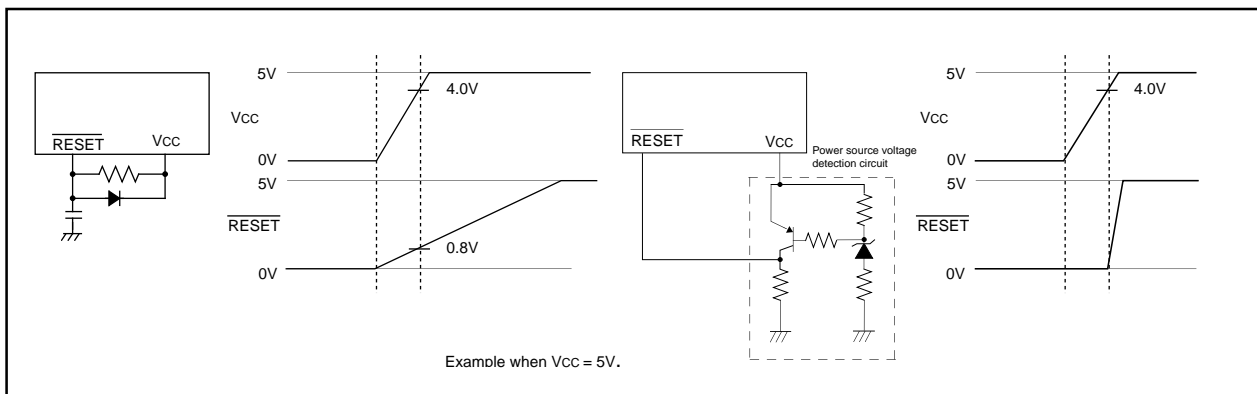 RESET
VCC
5V
VCC
0V
4.0V
5V
RESET
0V
0.8V
RESET
VCC
Power source voltage
detection circuit
5V
VCC
0V
4.0V
5V
RESET
0V
Example when VCC = 5V.